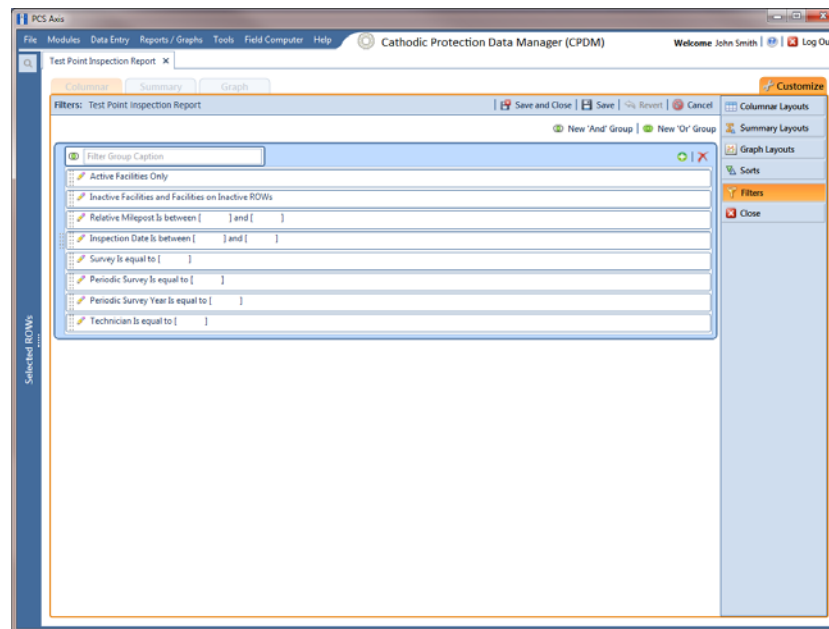 PCS Axis
File Modules Data Entry Reports / Graphs Tools Field Computer Help
Cathodic Protection Data Manager (CPDM)
Welcome John Smith | Log Ou
Test Point Inspection Report X
Columnar Summary Graph
Customize
Filters: Test Point Inspection Report
| Save and Close | Save | Revert | Cancel
New 'And' Group | New 'Or' Group
Filter Group Caption
Active Facilities Only
Inactive Facilities and Facilities on Inactive ROWs
Relative Milepost Is between [ ] and [ ]
Inspection Date Is between [ ] and [ ]
Survey Is equal to [ ]
Periodic Survey Is equal to [ ]
Periodic Survey Year Is equal to [ ]
Technician Is equal to [ ]
Columnar Layouts
Summary Layouts
Graph Layouts
Sorts
Filters
Close
Selected ROWs